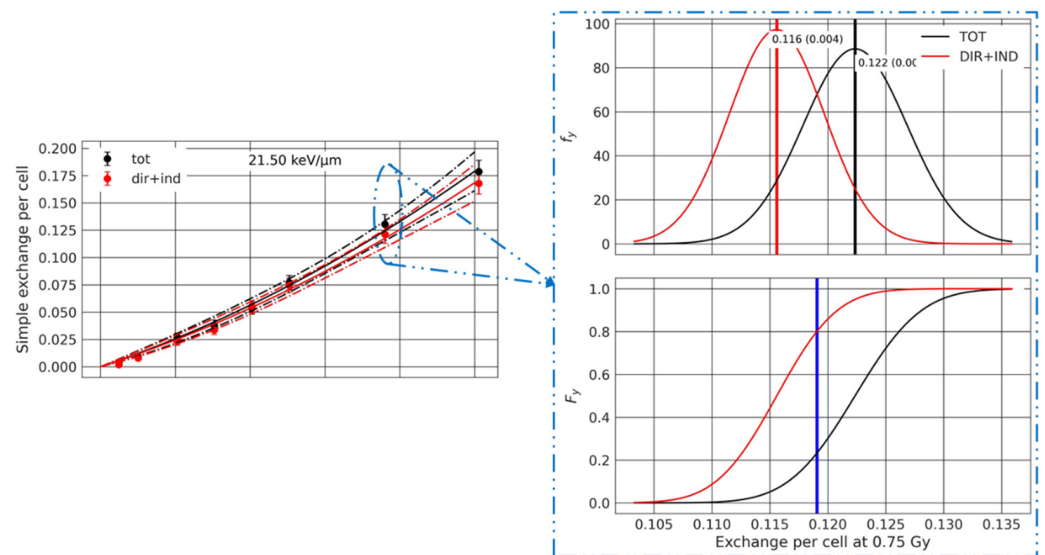 Simple exchange per cell
0.200
0.175
0.150
0.125
0.100
0.075
0.050
0.025
0.000
tot
dir+ind
21.50 keV/μm
f_y
100
80
60
40
20
0
0.116 (0.004)
0.122 (0.00
TOT
DIR+IND
F_y
1.0
0.8
0.6
0.4
0.2
0.0
0.105 0.110 0.115 0.120 0.125 0.130 0.135
Exchange per cell at 0.75 Gy